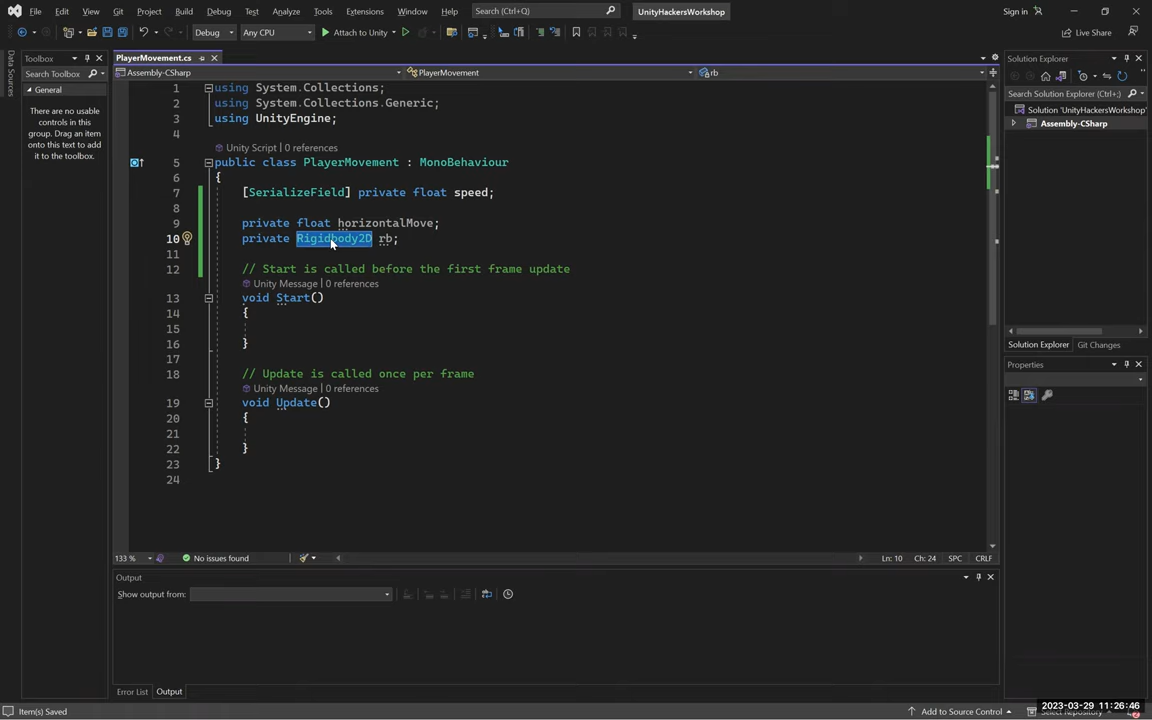 File Edit View Git Project Build Debug Test Analyze Tools Extensions Window Help Search (Ctrl+Q) UnityHackersWorkshop Sign in
Debug Any CPU Attach to Unity Live Share
Data Sources
Toolbox
Search Toolbox
General
There are no usable
controls in this
group. Drag an item
onto this text to add
it to the toolbox.
PlayerMovement.cs
Assembly-CSharp PlayerMovement rb
1 using System.Collections;
2 using System.Collections.Generic;
3 using UnityEngine;
4
Unity Script | 0 references
5 public class PlayerMovement : MonoBehaviour
6 {
7 [SerializeField] private float speed;
8
9 private float horizontalMove;
10 private Rigidbody2D rb;
11
12 // Start is called before the first frame update
Unity Message | 0 references
13 void Start()
14 {
15
16 }
17
18 // Update is called once per frame
Unity Message | 0 references
19 void Update()
20 {
21
22 }
23 }
24
133 % No issues found Ln: 10 Ch: 24 SPC CRLF
Output
Show output from:
Error List Output
Solution Explorer
Search Solution Explorer (Ctrl+;)
Solution 'UnityHackersWorkshop'
Assembly-CSharp
Solution Explorer Git Changes
Properties
Item(s) Saved Add to Source Control
2023-03-29 11:26:46